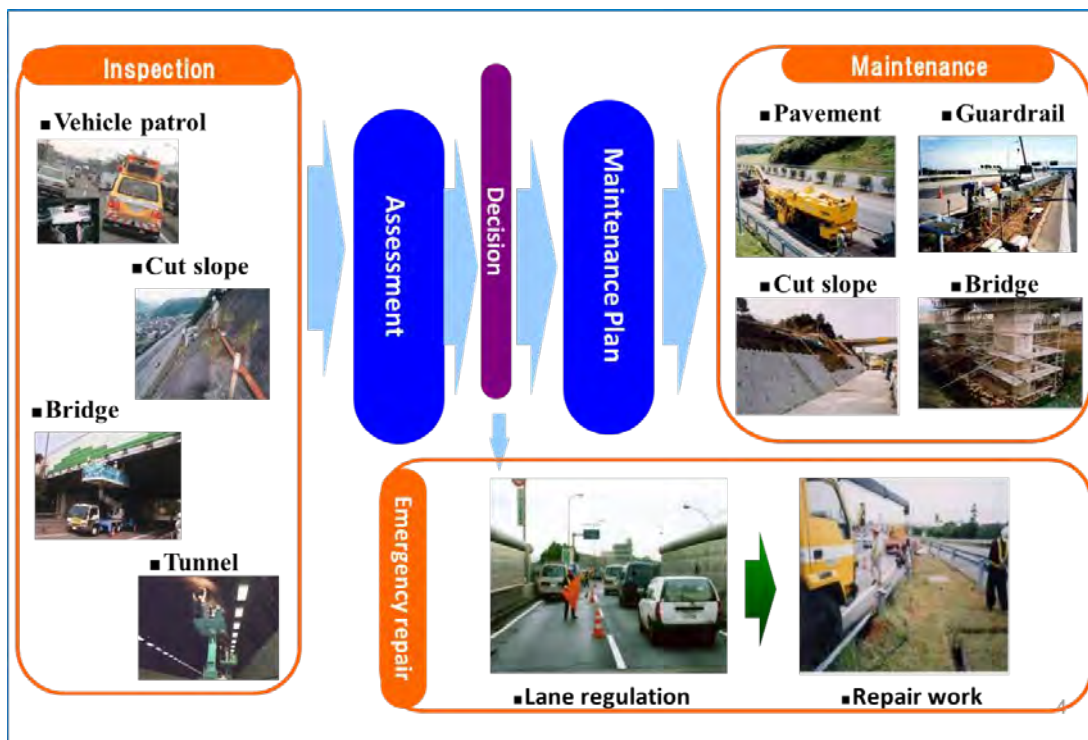 Inspection
■Vehicle patrol
■Cut slope
■Bridge
■Tunnel
Assessment
Decision
Maintenance Plan
Maintenance
■Pavement
■Guardrail
■Cut slope
■Bridge
Emergency repair
■Lane regulation
■Repair work
4